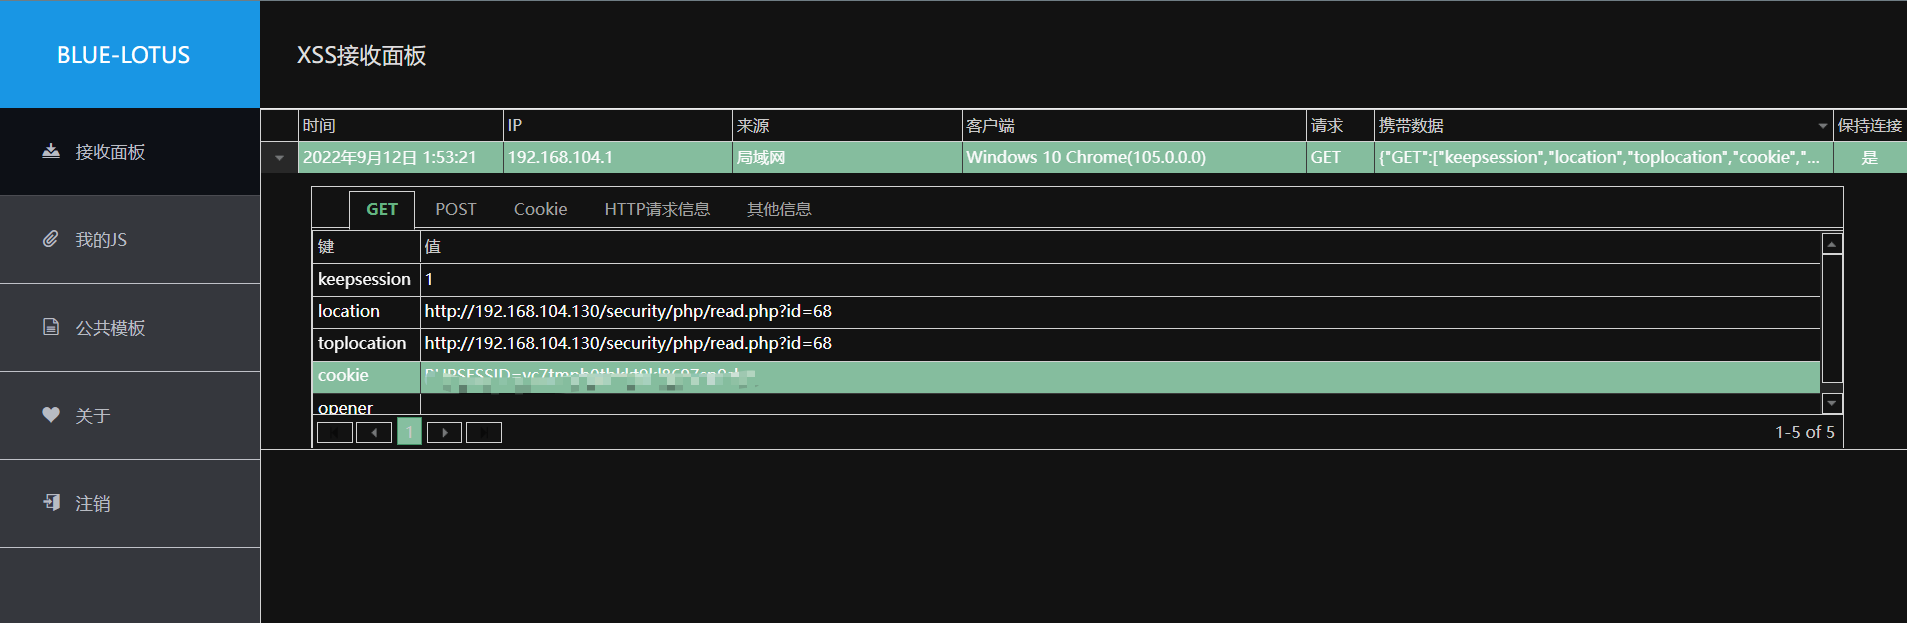 BLUE-LOTUS
XSS接收面板
接收面板
我的JS
公共模板
关于
注销
时间 IP 来源 客户端 请求 携带数据 保持连接
2022年9月12日 1:53:21 192.168.104.1 局域网 Windows 10 Chrome(105.0.0.0) GET {"GET":["keepsession","location","toplocation","cookie","... 是
GET POST Cookie HTTP请求信息 其他信息
键 值
keepsession 1
location http://192.168.104.130/security/php/read.php?id=68
toplocation http://192.168.104.130/security/php/read.php?id=68
cookie
opener
1
1-5 of 5